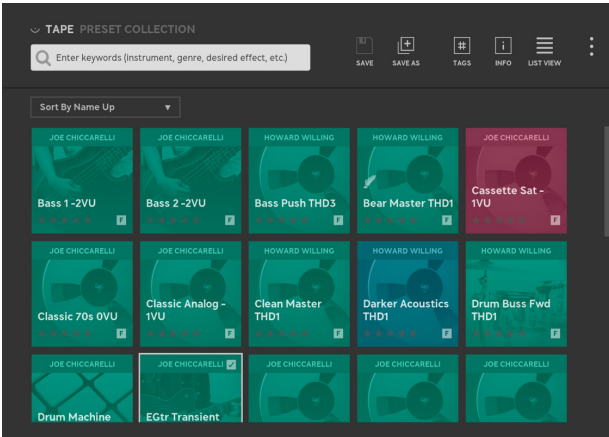 TAPE PRESET COLLECTION
Enter keywords (instrument, genre, desired effect, etc.)
SAVE
SAVE AS
#
TAGS
i
INFO
LIST VIEW
Sort By Name Up
JOE CHICCARELLI
Bass 1 -2VU
F
JOE CHICCARELLI
Bass 2 -2VU
F
HOWARD WILLING
Bass Push THD3
F
HOWARD WILLING
Bear Master THD1
F
JOE CHICCARELLI
Cassette Sat -
1VU
F
JOE CHICCARELLI
Classic 70s 0VU
F
JOE CHICCARELLI
Classic Analog -
1VU
F
HOWARD WILLING
Clean Master
THD1
F
HOWARD WILLING
Darker Acoustics
THD1
F
HOWARD WILLING
Drum Buss Fwd
THD1
F
JOE CHICCARELLI
Drum Machine
JOE CHICCARELLI
EGtr Transient
JOE CHICCARELLI
JOE CHICCARELLI
JOE CHICCARELLI